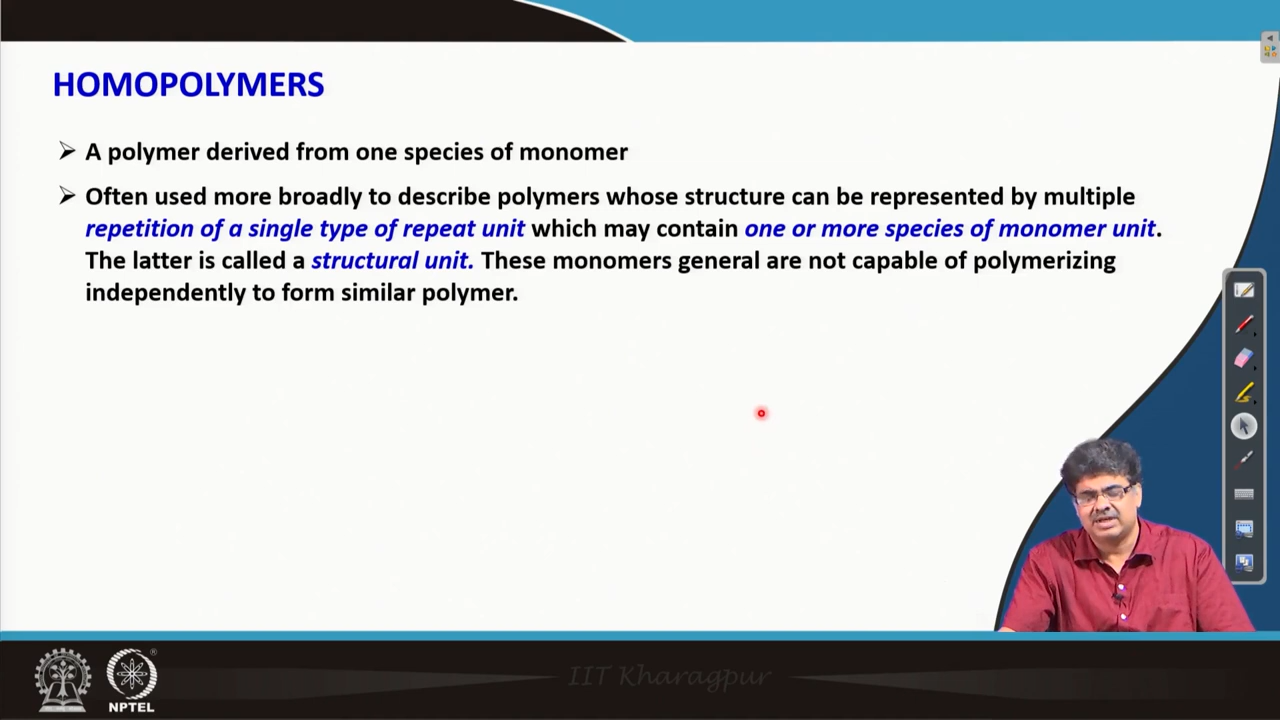 HOMOPOLYMERS
➢ A polymer derived from one species of monomer
➢ Often used more broadly to describe polymers whose structure can be represented by multiple
repetition of a single type of repeat unit which may contain one or more species of monomer unit.
The latter is called a structural unit. These monomers general are not capable of polymerizing
independently to form similar polymer.
IIT Kharagpur
®
NPTEL